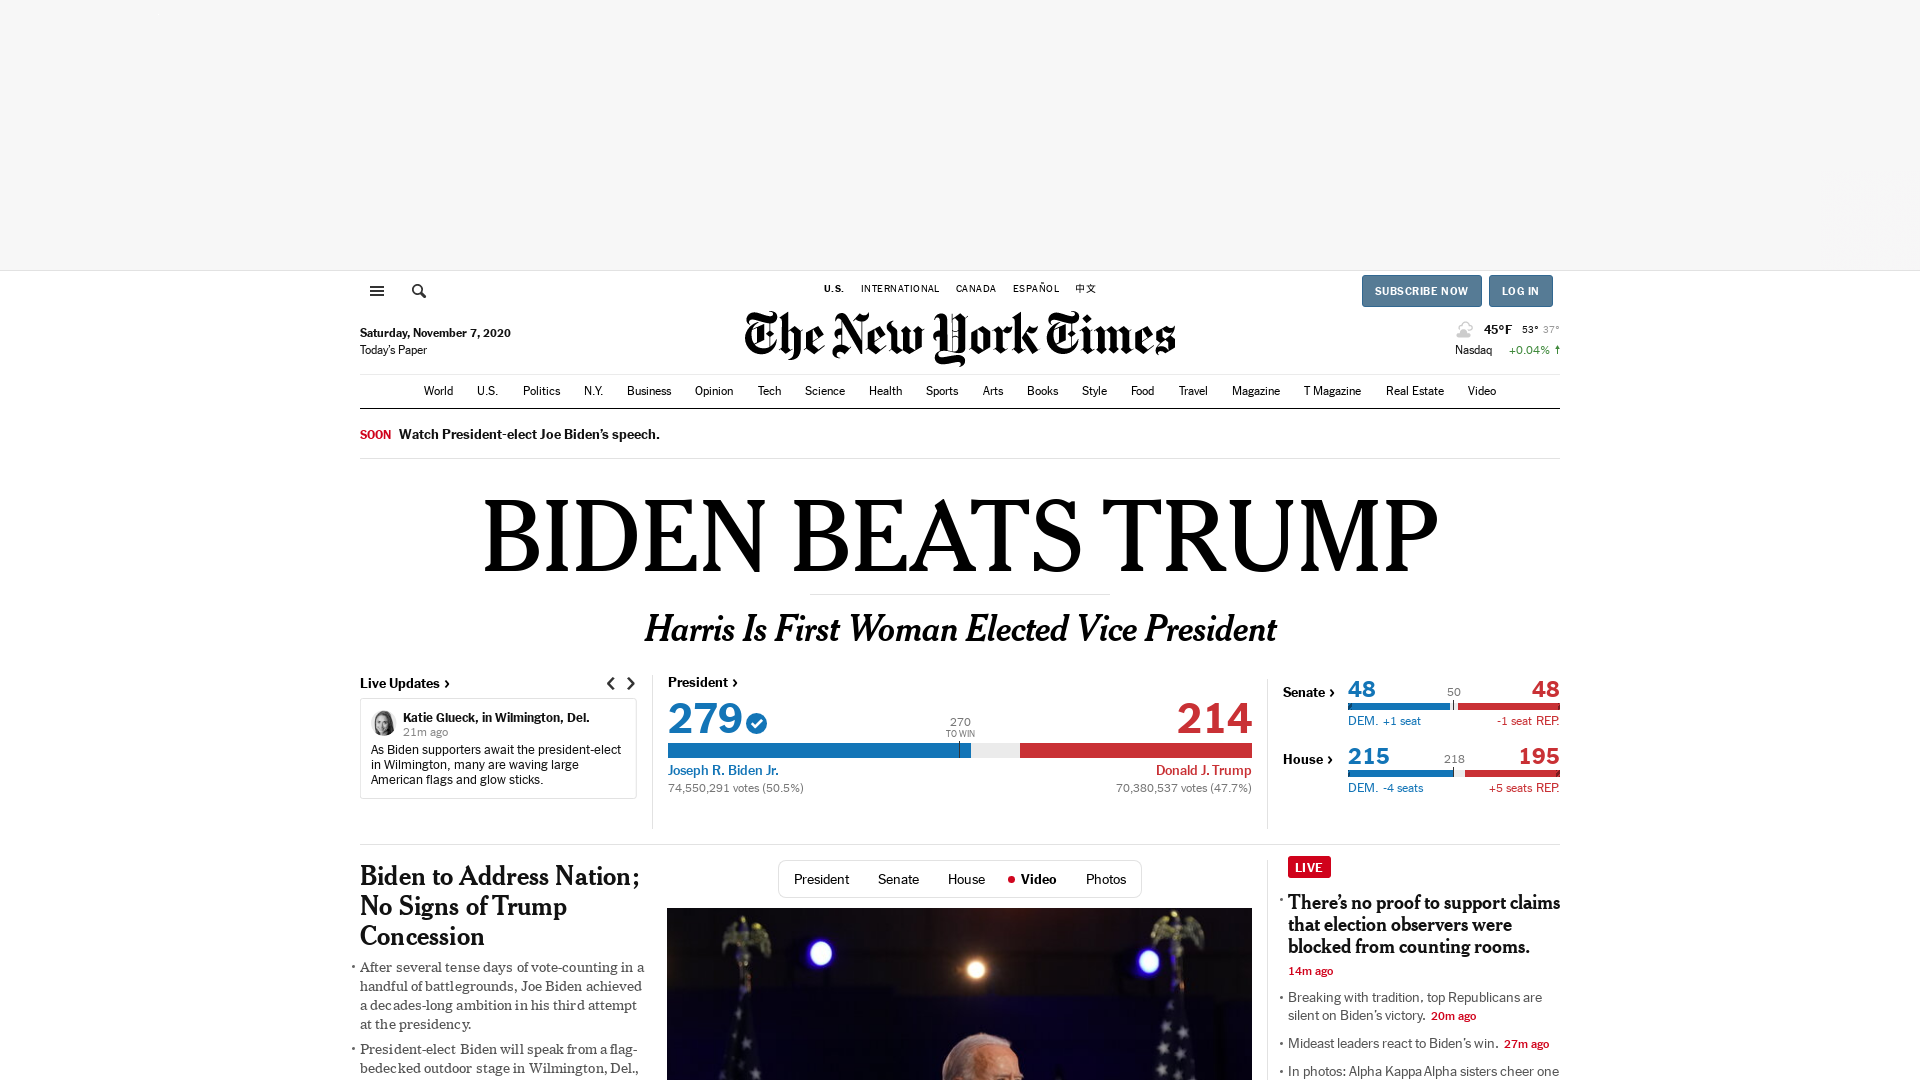 U.S. INTERNATIONAL CANADA ESPAÑOL 中文
SUBSCRIBE NOW
LOG IN
Saturday, November 7, 2020
Today's Paper
The New York Times
45°F 53° 37°
Nasdaq +0.04% ↑
World U.S. Politics N.Y. Business Opinion Tech Science Health Sports Arts Books Style Food Travel Magazine T Magazine Real Estate Video
SOON Watch President-elect Joe Biden's speech.
BIDEN BEATS TRUMP
Harris Is First Woman Elected Vice President
Live Updates ›
Katie Glueck, in Wilmington, Del.
21m ago
As Biden supporters await the president-elect
in Wilmington, many are waving large
American flags and glow sticks.
President ›
279 214
270
TO WIN
Joseph R. Biden Jr. Donald J. Trump
74,550,291 votes (50.5%) 70,380,537 votes (47.7%)
Senate › 48 50 48
DEM. +1 seat -1 seat REP.
House › 215 218 195
DEM. -4 seats +5 seats REP.
Biden to Address Nation;
No Signs of Trump
Concession
• After several tense days of vote-counting in a
handful of battlegrounds, Joe Biden achieved
a decades-long ambition in his third attempt
at the presidency.
• President-elect Biden will speak from a flag-
bedecked outdoor stage in Wilmington, Del.,
President Senate House • Video Photos
LIVE
• There's no proof to support claims
that election observers were
blocked from counting rooms.
14m ago
• Breaking with tradition, top Republicans are
silent on Biden's victory. 20m ago
• Mideast leaders react to Biden's win. 27m ago
• In photos: Alpha Kappa Alpha sisters cheer one